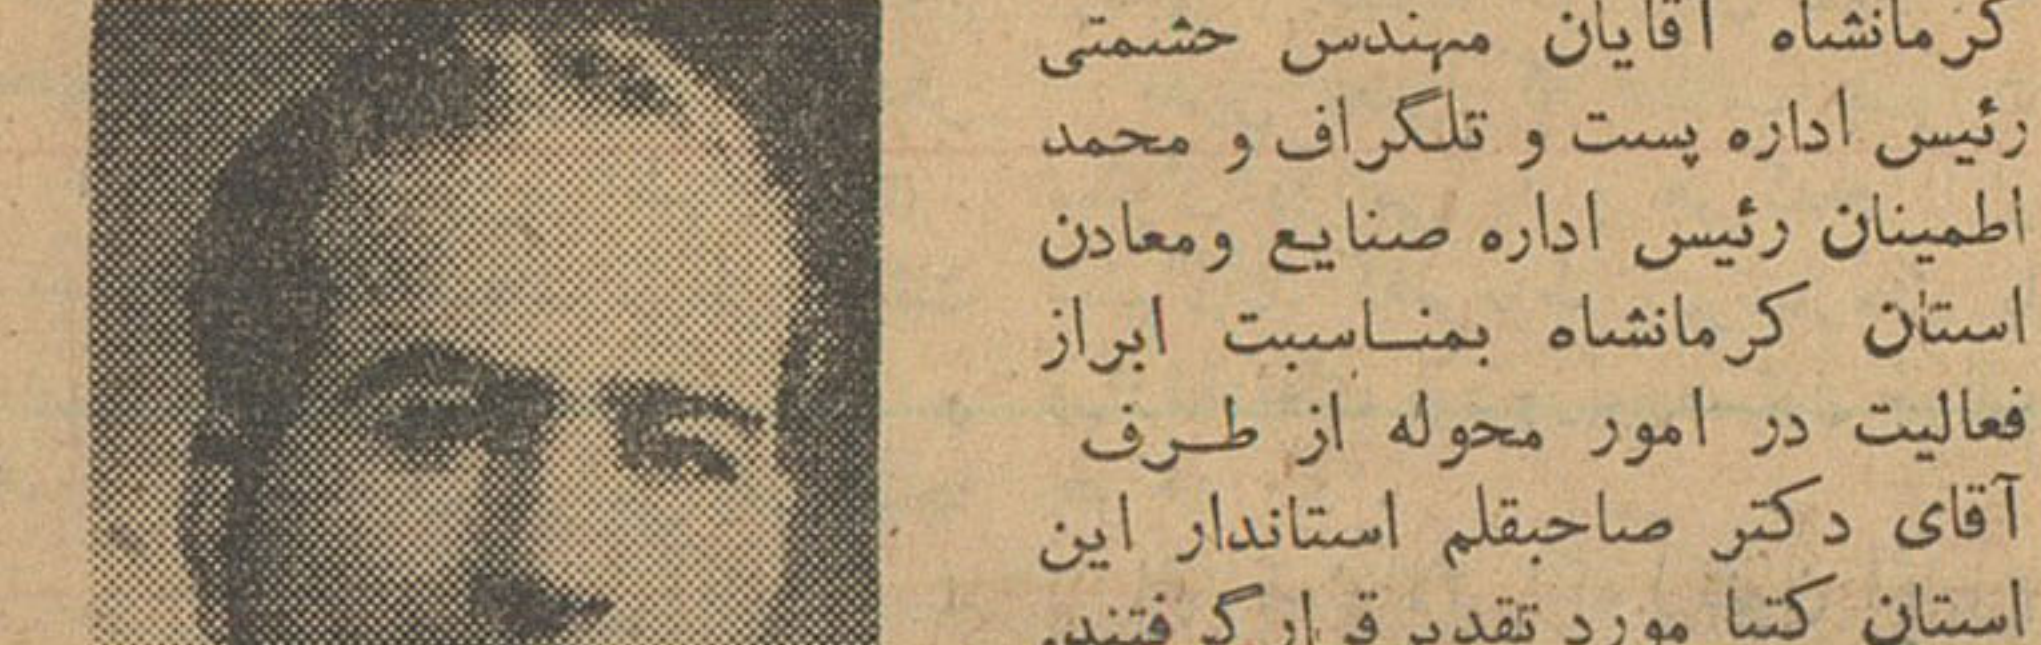 کرمانشاه آقایان مهندس حشمتی
رئیس اداره پست و تلگراف و محمد
اطمینان رئیس اداره صنایع ومعادن
استان کرمانشاه بمناسبت ابراز
فعالیت در امور محوله از طرف
آقای دکتر صاحبقلم استاندار این
استان کتبا مورد تقدیر قرار گرفتند.